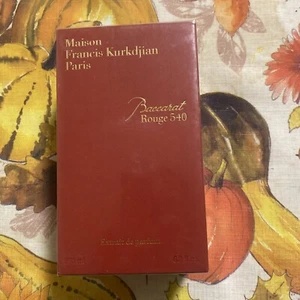 Maison
Francis Kurkdjian
Paris
Baccarat
Rouge 540
Extrait de parfum